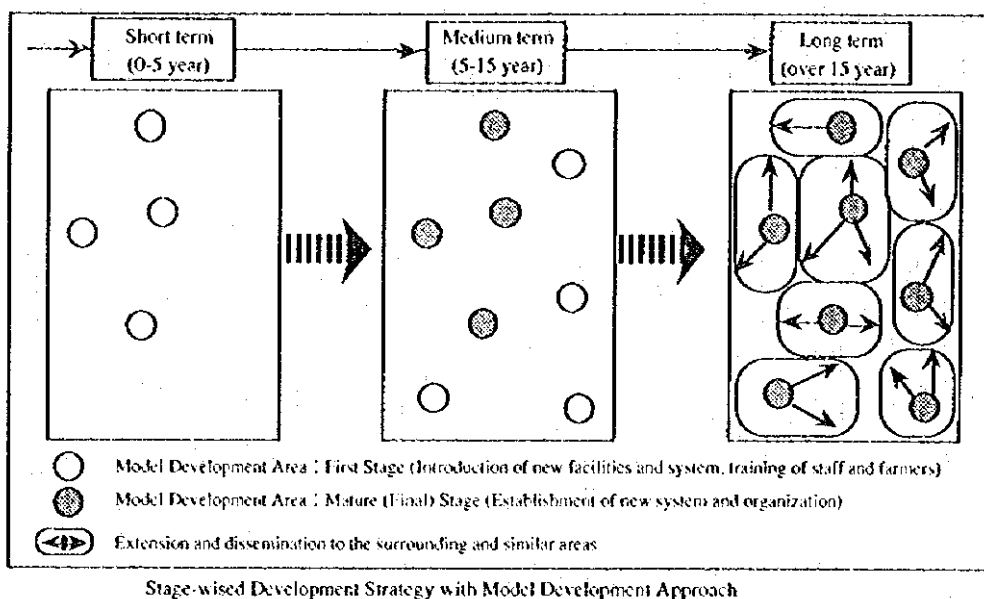 Short term
(0-5 year)
Medium term
(5-15 year)
Long term
(over 15 year)
Model Development Area : First Stage (Introduction of new facilities and system, training of staff and farmers)
Model Development Area : Mature (Final) Stage (Establishment of new system and organization)
Extension and dissemination to the surrounding and similar areas
Stage-wised Development Strategy with Model Development Approach